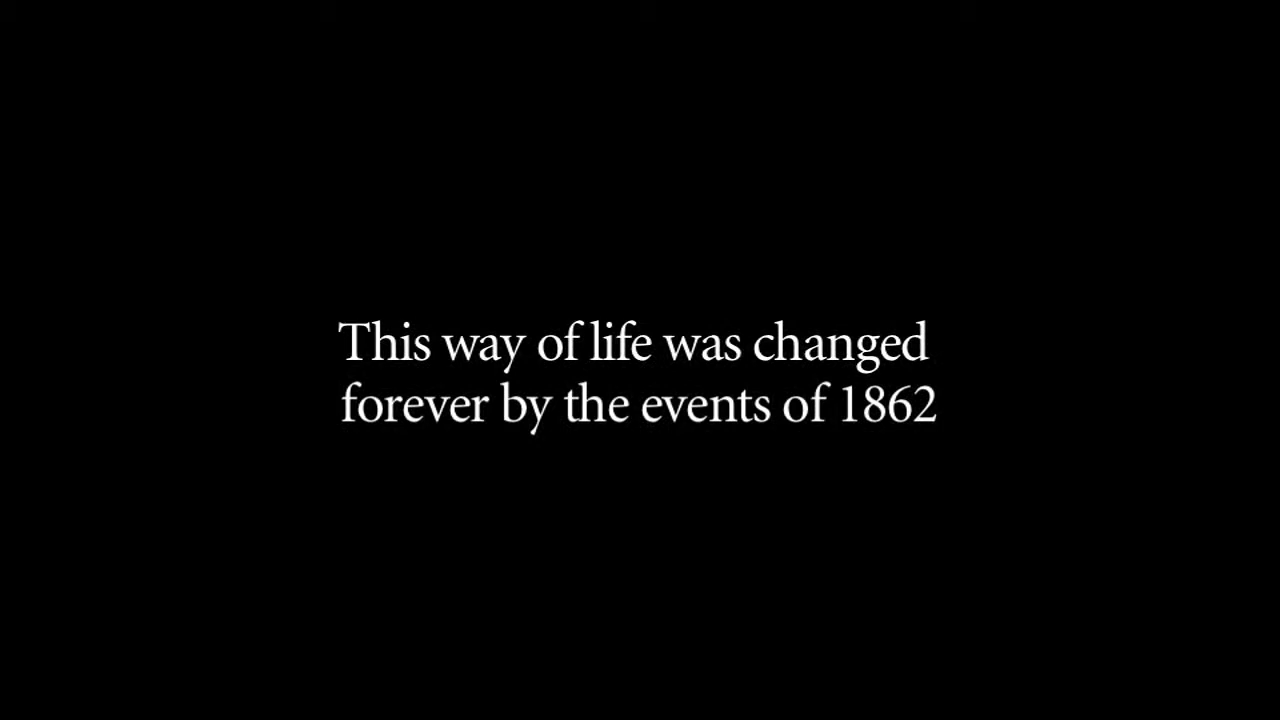 This way of life was changed
forever by the events of 1862